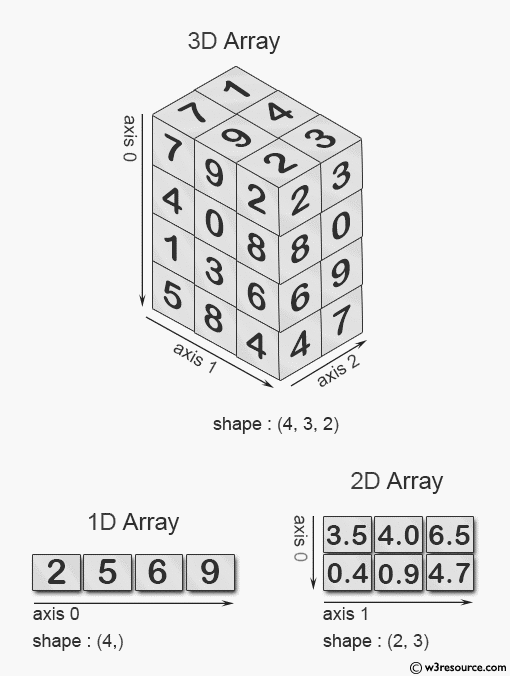 3D Array
1
7 4
9 3
2
axis 0
7 9 2 2 3
4 0 8 8 0
1 3 6 6 9
5 8 4 4 7
axis 1
axis 2
shape : (4, 3, 2)
1D Array
2 5 6 9
axis 0
shape : (4,)
2D Array
axis 0
3.5 4.0 6.5
0.4 0.9 4.7
axis 1
shape : (2, 3)
© w3resource.com